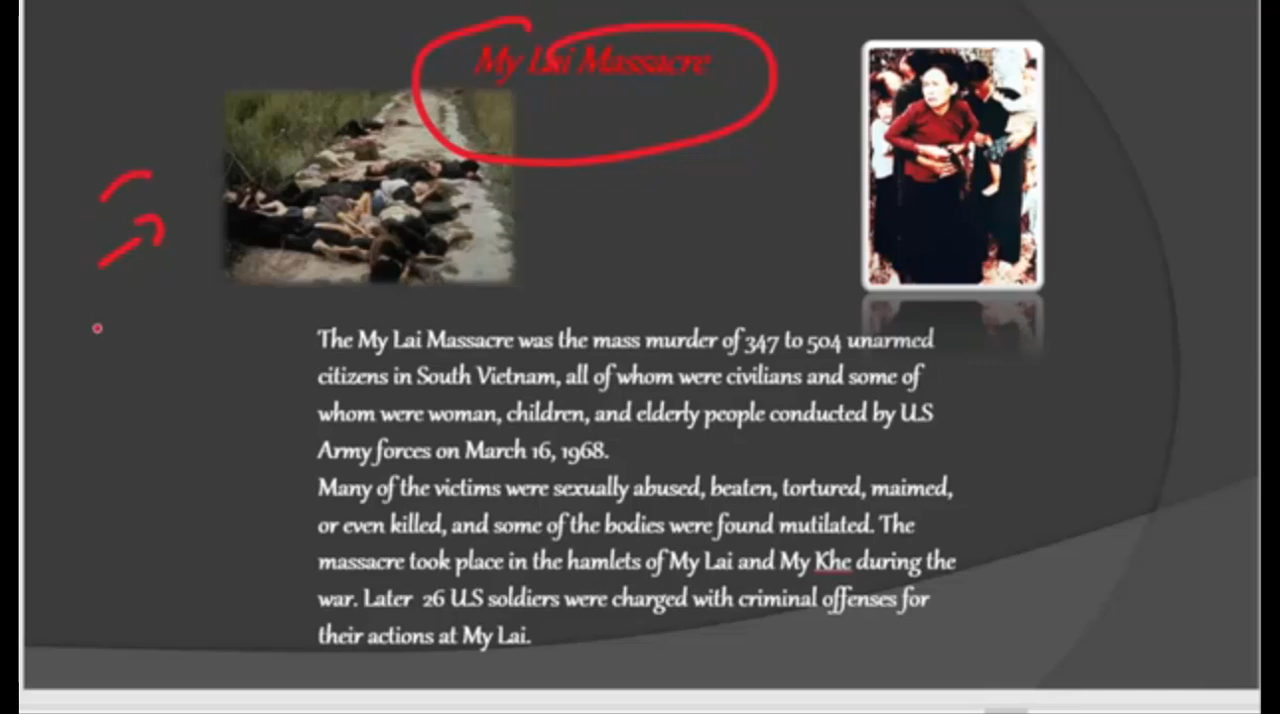 My Lai Massacre
The My Lai Massacre was the mass murder of 347 to 504 unarmed
citizens in South Vietnam, all of whom were civilians and some of
whom were woman, children, and elderly people conducted by U.S
Army forces on March 16, 1968.
Many of the victims were sexually abused, beaten, tortured, maimed,
or even killed, and some of the bodies were found mutilated. The
massacre took place in the hamlets of My Lai and My Khe during the
war. Later 26 U.S soldiers were charged with criminal offenses for
their actions at My Lai.